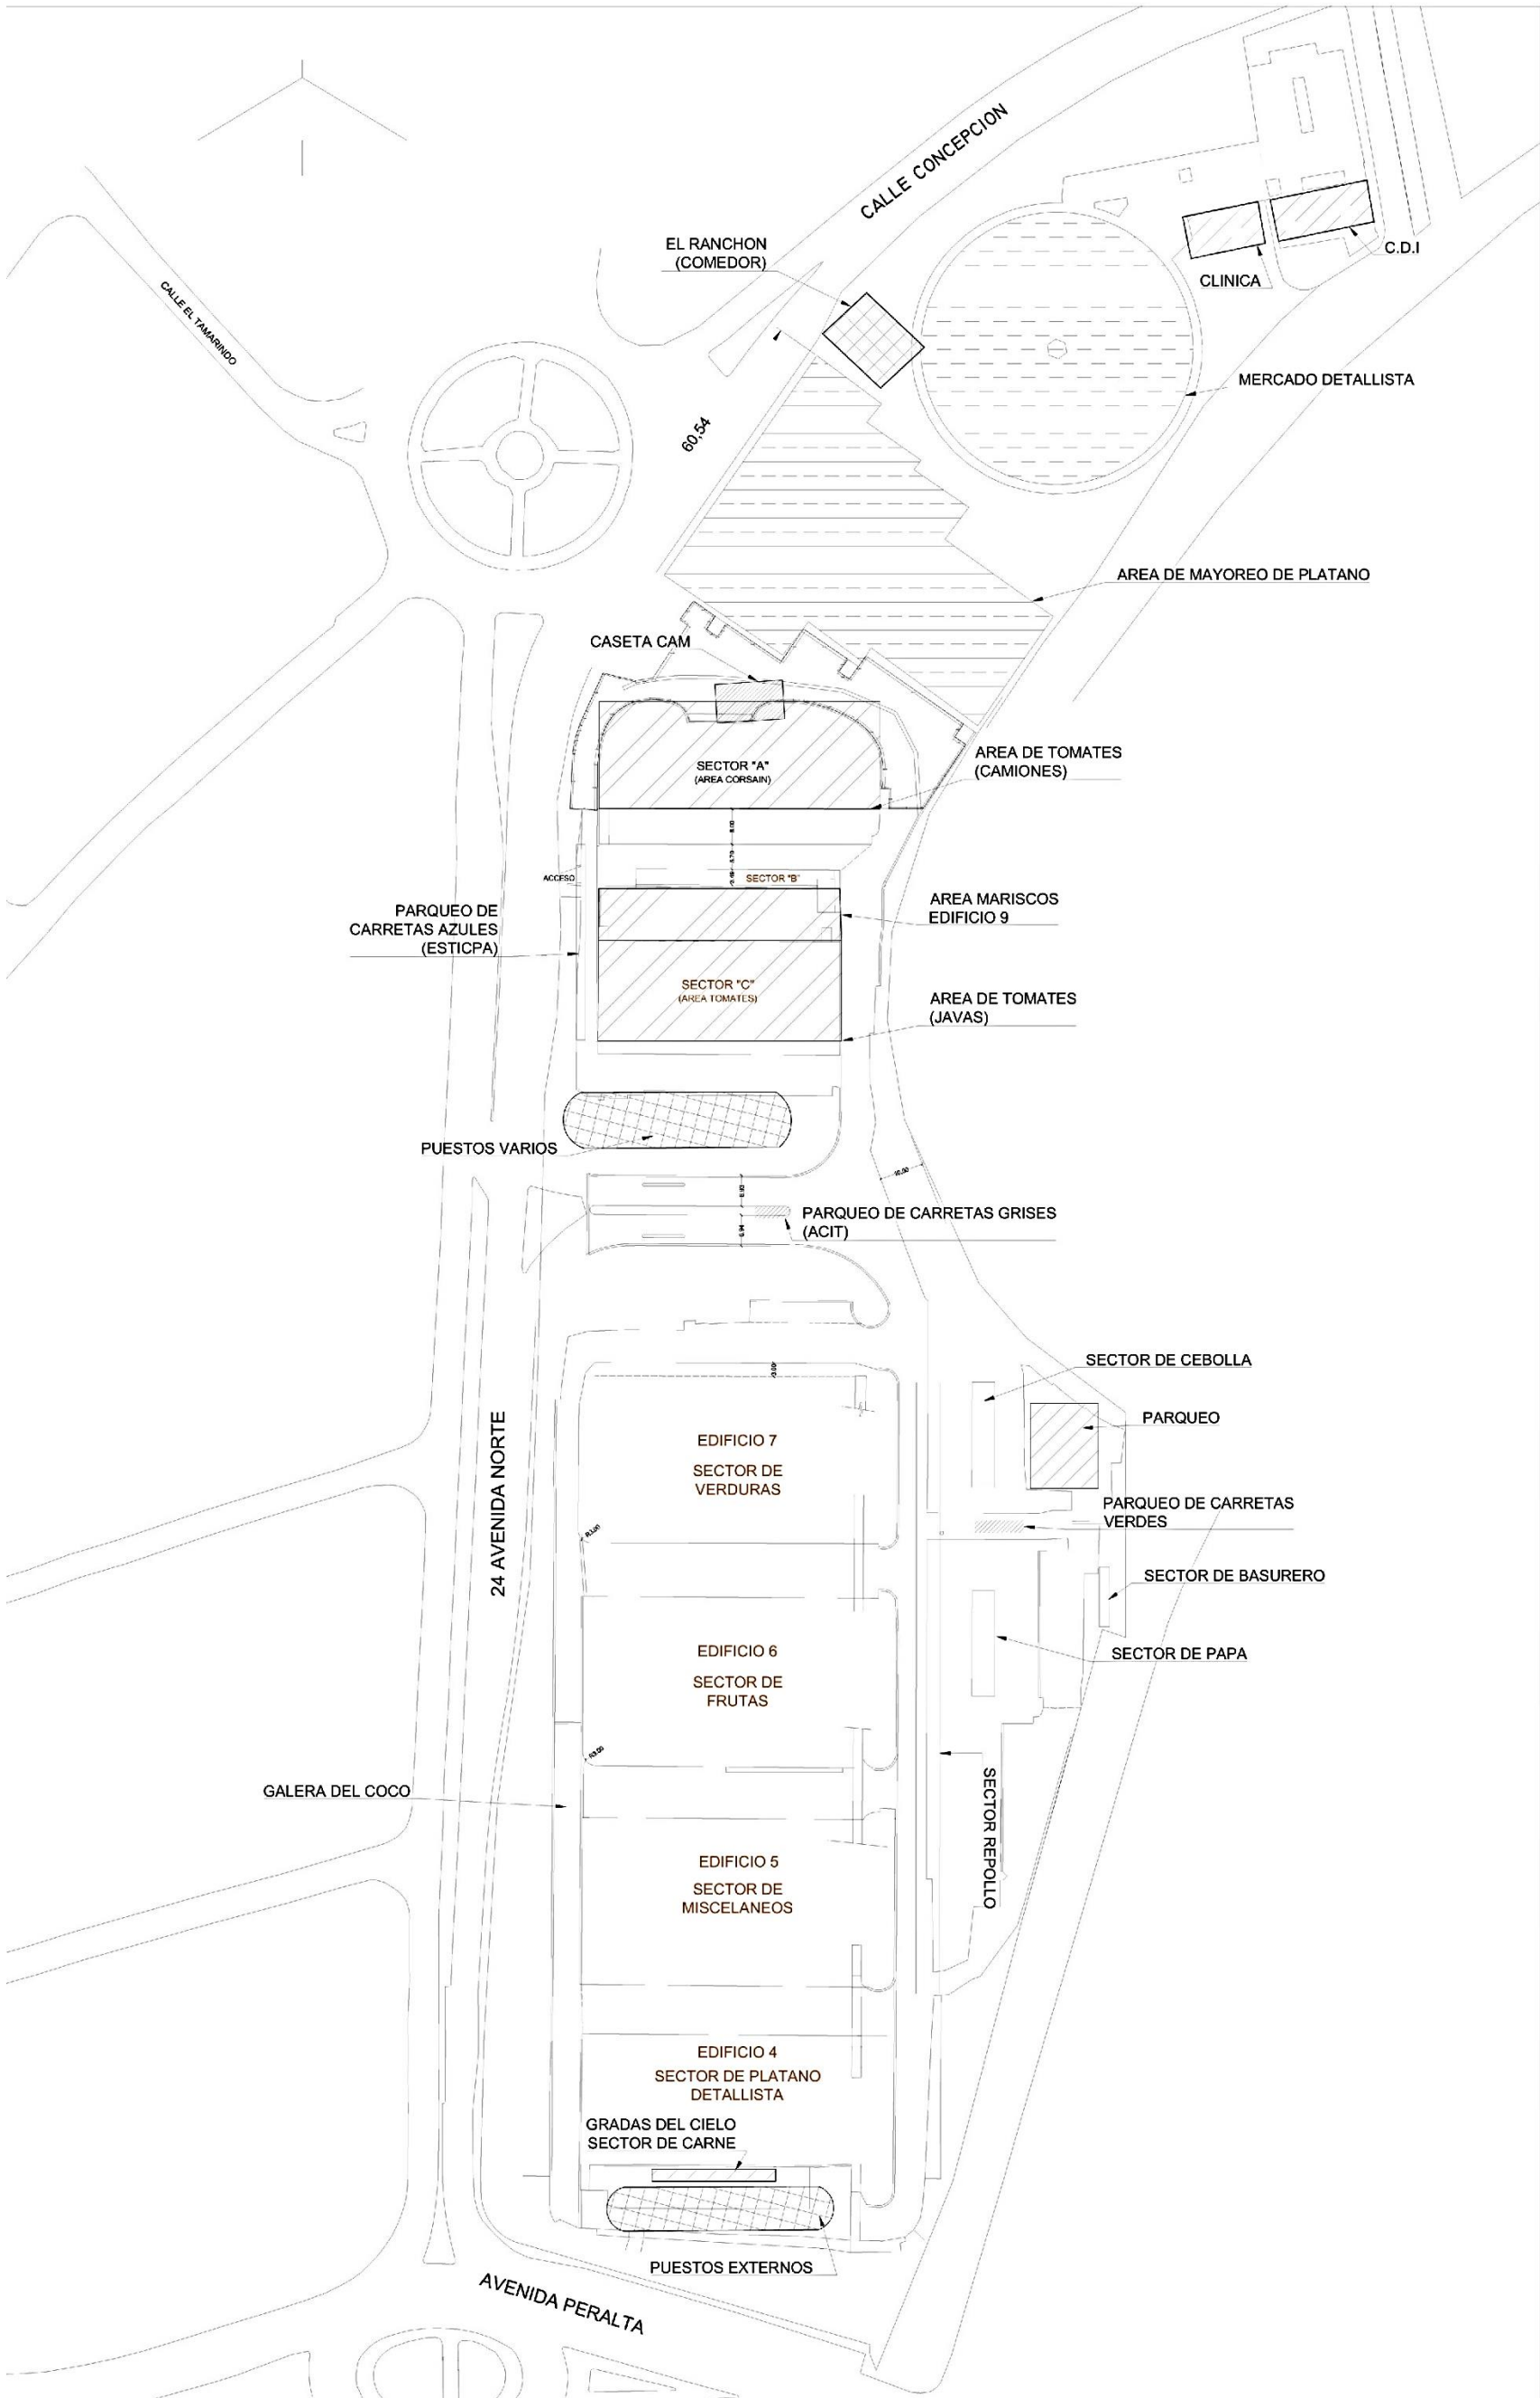 CALLE CONCEPCION
EL RANCHON
(COMEDOR)
C.D.I
CLINICA
CALLE EL TAMARINDO
MERCADO DETALLISTA
60,54
AREA DE MAYOREO DE PLATANO
CASETA CAM
SECTOR "A"
(AREA CORSAIN)
AREA DE TOMATES
(CAMIONES)
ACCESO
SECTOR "B"
PARQUEO DE
CARRETAS AZULES
(ESTICPA)
AREA MARISCOS
EDIFICIO 9
SECTOR "C"
(AREA TOMATES)
AREA DE TOMATES
(JAVAS)
PUESTOS VARIOS
PARQUEO DE CARRETAS GRISES
(ACIT)
SECTOR DE CEBOLLA
PARQUEO
24 AVENIDA NORTE
EDIFICIO 7
SECTOR DE
VERDURAS
PARQUEO DE CARRETAS
VERDES
SECTOR DE BASURERO
EDIFICIO 6
SECTOR DE
FRUTAS
SECTOR DE PAPA
R3.00
GALERA DEL COCO
SECTOR REPOLLO
EDIFICIO 5
SECTOR DE
MISCELANEOS
EDIFICIO 4
SECTOR DE PLATANO
DETALLISTA
GRADAS DEL CIELO
SECTOR DE CARNE
PUESTOS EXTERNOS
AVENIDA PERALTA